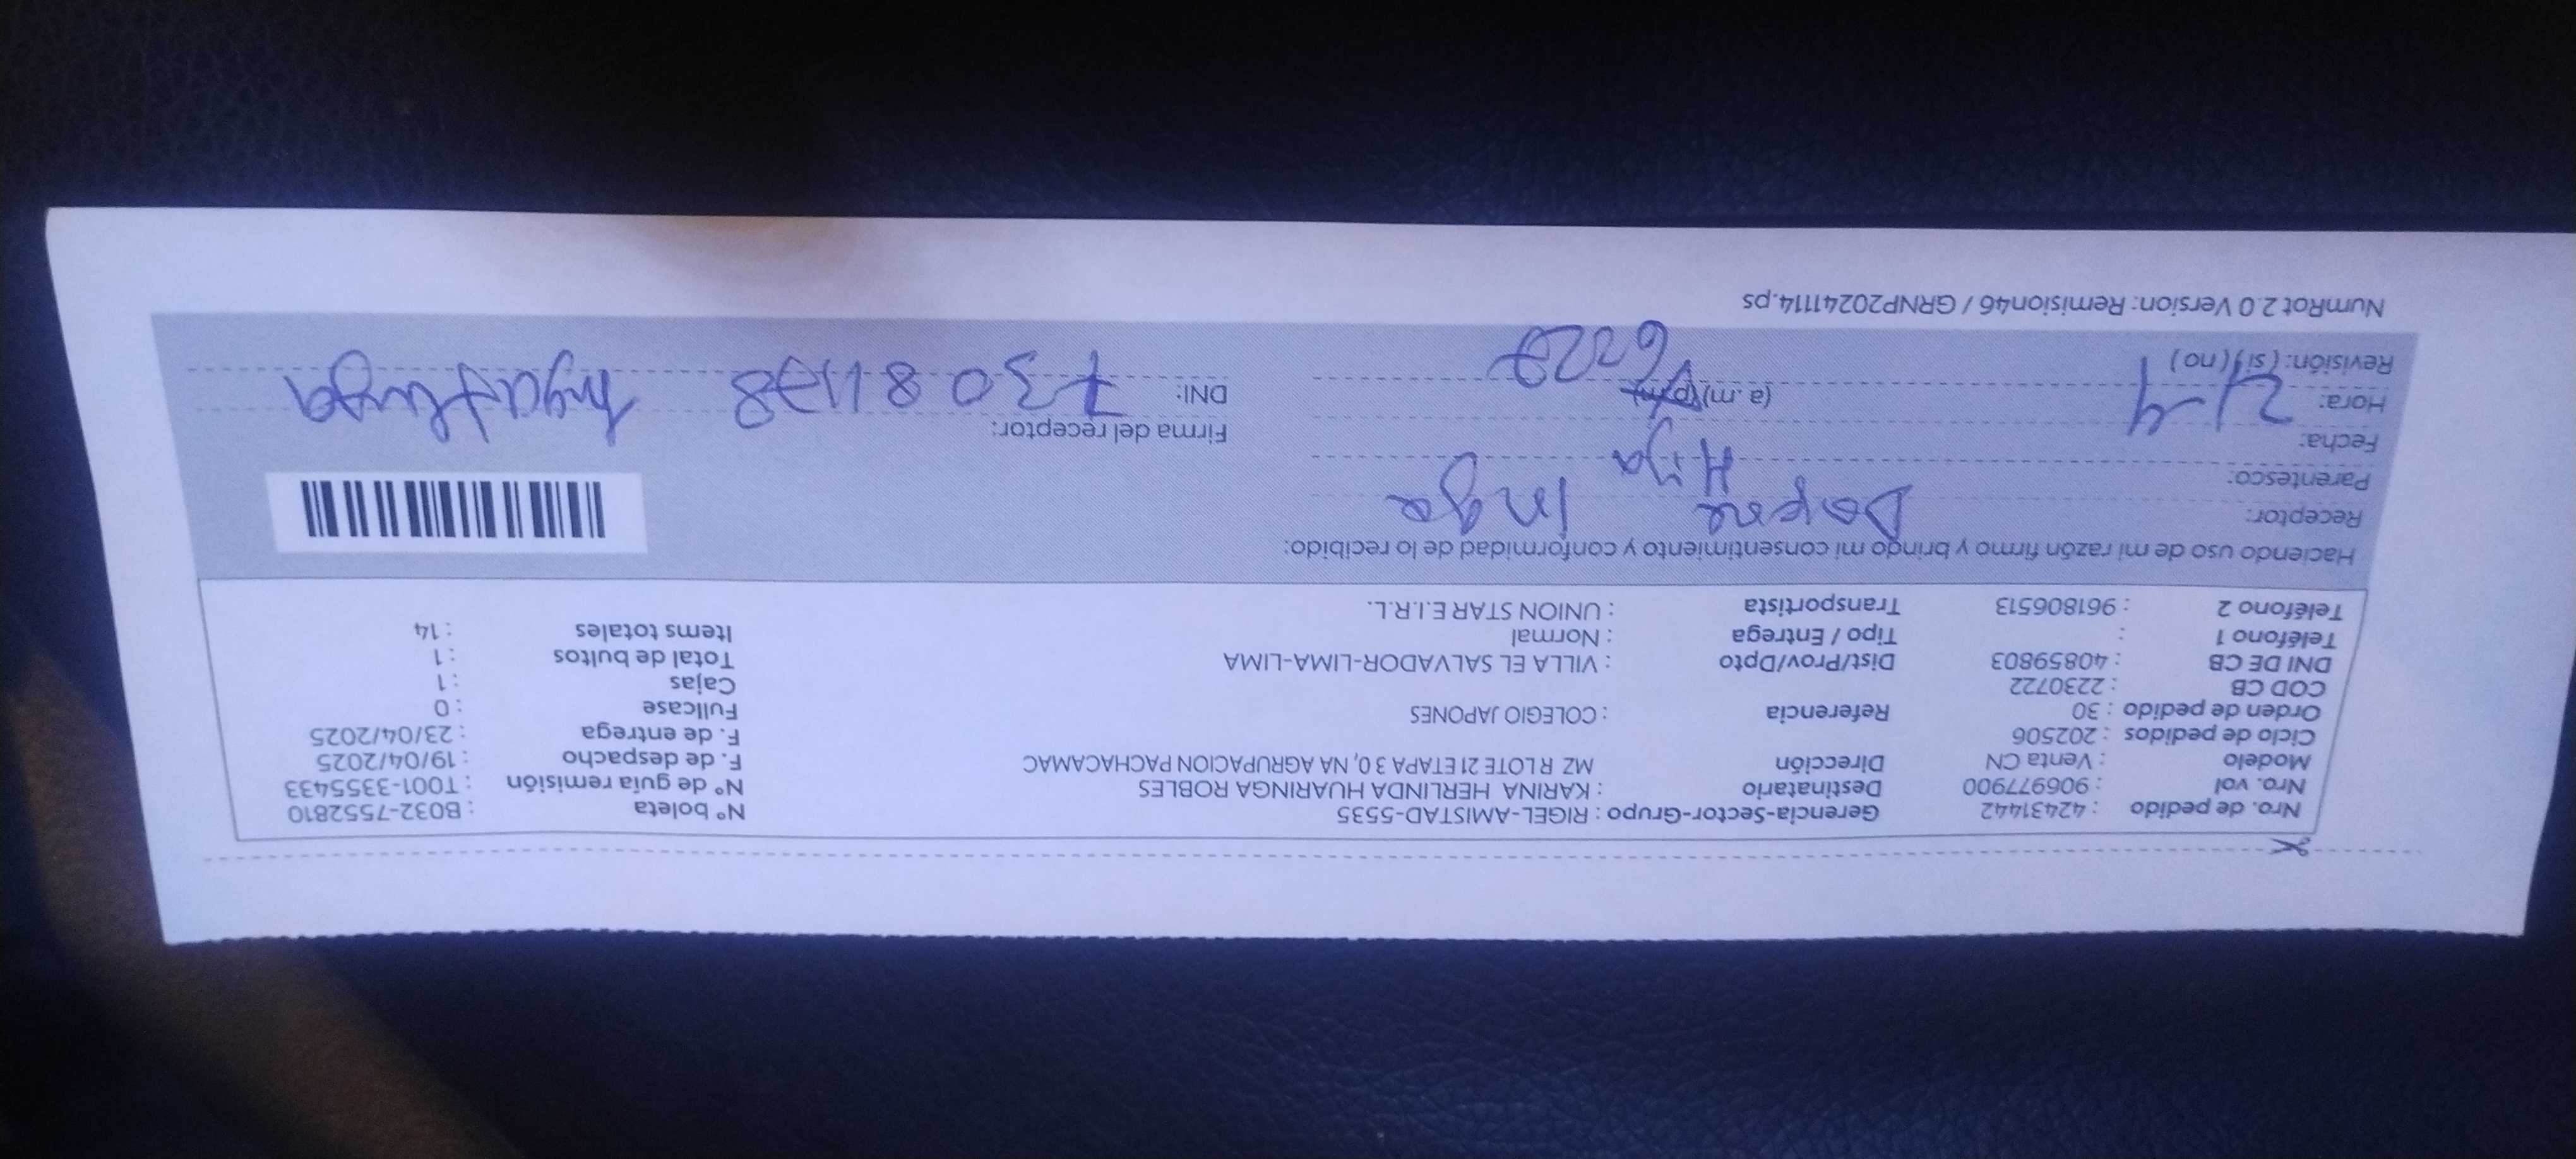 Nro. de pedido : 42431442 Gerencia-Sector-Grupo : RIGEL-AMISTAD-5535 N° boleta : B032-7552810
Nro. vol : 906977900 Destinatario : KARINA HERLINDA HUARINGA ROBLES N° de guía remisión : T001-3355433
Modelo : Venta CN Dirección MZ R LOTE 21 ETAPA 3 0, NA AGRUPACION PACHACAMAC F. de despacho : 19/04/2025
Ciclo de pedidos : 202506 F. de entrega : 23/04/2025
Orden de pedido : 30 Referencia : COLEGIO JAPONES Fullcase : 0
COD CB : 2230722 Cajas : 1
DNI DE CB : 40859803 Dist/Prov/Dpto : VILLA EL SALVADOR-LIMA-LIMA Total de bultos : 1
Teléfono 1 : Tipo / Entrega : Normal Items totales : 14
Teléfono 2 : 961806513 Transportista : UNION STAR E.I.R.L.
Haciendo uso de mi razón firmo y bringo mi consentimiento y conformidad de lo recibido:
Receptor: Inga
Parentesco: Hija
Fecha: 21-4 Firma del receptor:
Hora: (a.m) (p.m) DNI:
Revisión: (si) (no)
NumRot 2.0 Version: Remision46 / GRNP20241114.ps